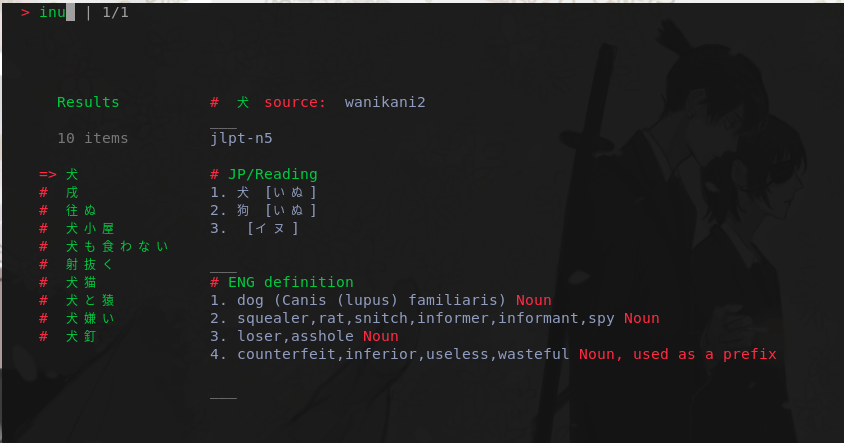 > inu | 1/1
Results
10 items
=> 犬
# 戌
# 往ぬ
# 犬小屋
# 犬も食わない
# 射抜く
# 犬猫
# 犬と猿
# 犬嫌い
# 犬釘
# 犬 source: wanikani2
___
jlpt-n5
# JP/Reading
1. 犬 [いぬ]
2. 狗 [いぬ]
3. [イヌ]
___
# ENG definition
1. dog (Canis (lupus) familiaris) Noun
2. squealer,rat,snitch,informer,informant,spy Noun
3. loser,asshole Noun
4. counterfeit,inferior,useless,wasteful Noun, used as a prefix
___